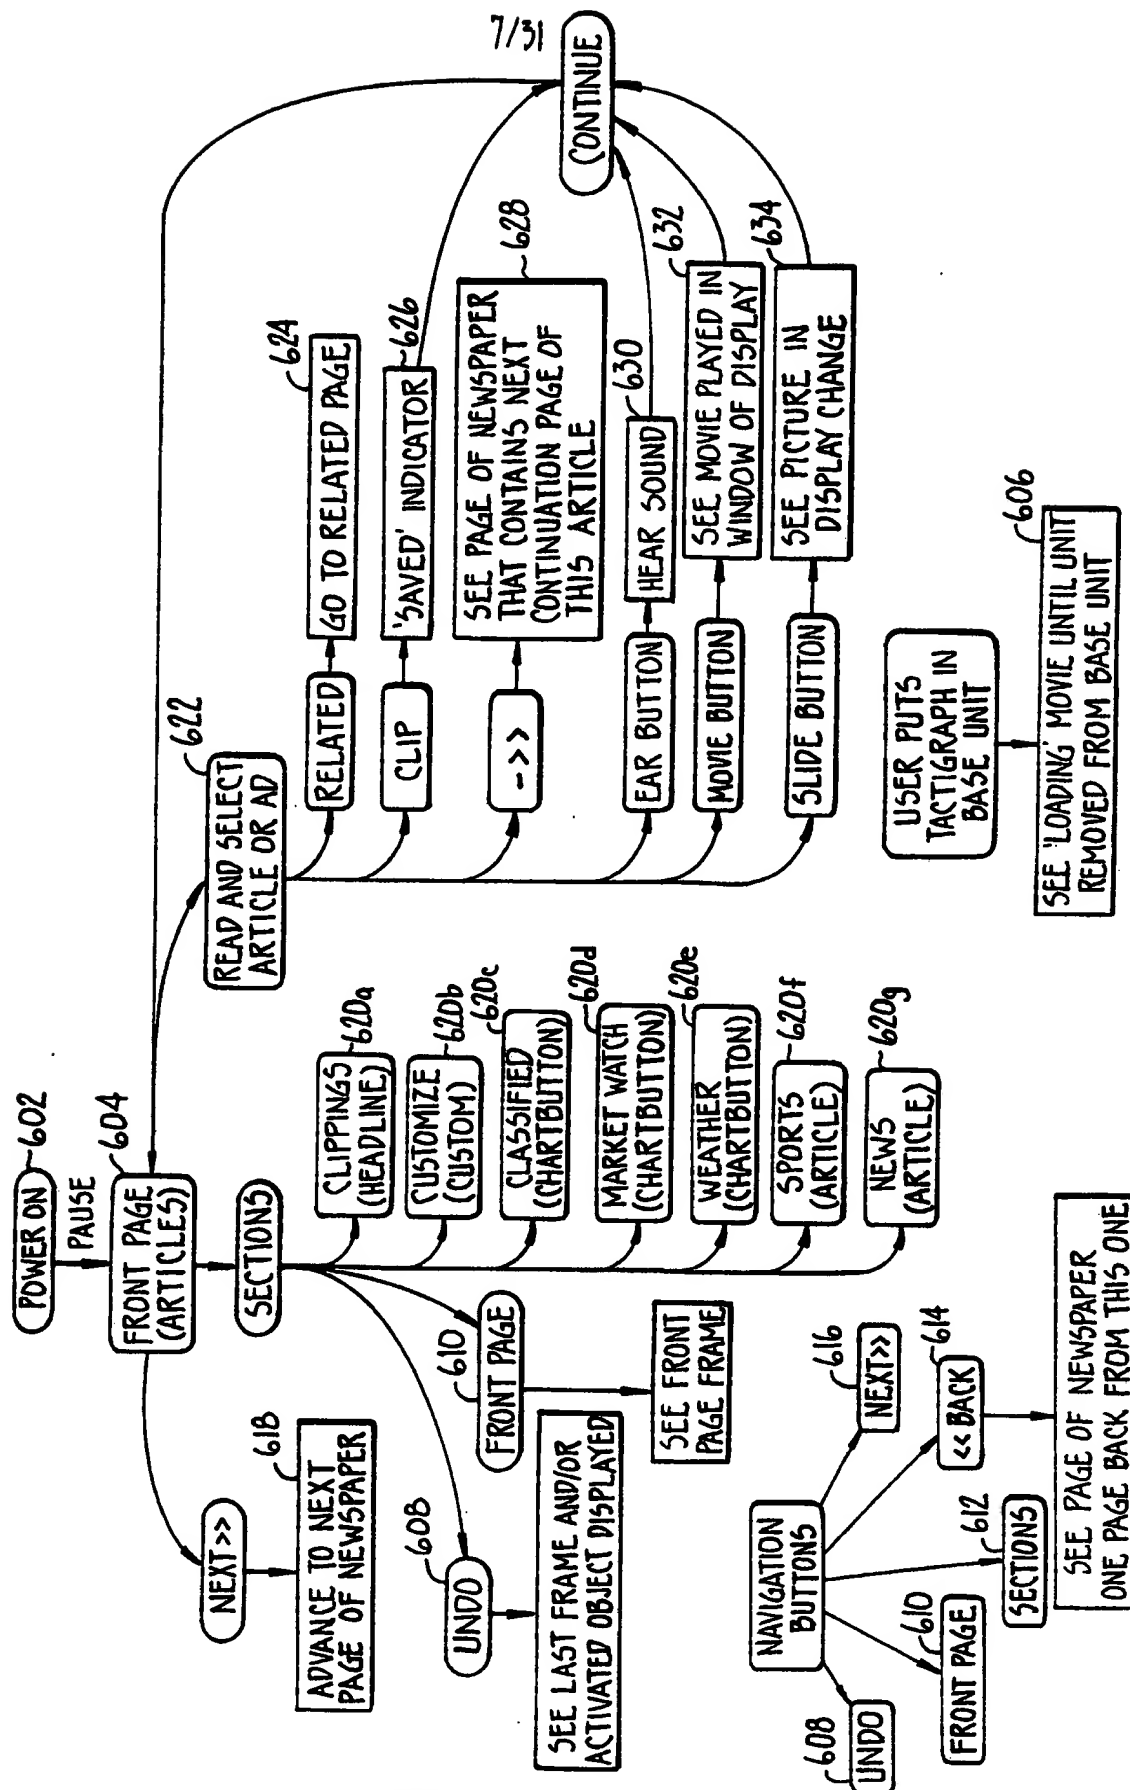 7/31
POWER ON
602
PAUSE
604
FRONT PAGE
(ARTICLES)
NEXT>>
ADVANCE TO NEXT
PAGE OF NEWSPAPER
618
SECTIONS
UNDO
608
SEE LAST FRAME AND/OR
ACTIVATED OBJECT DISPLAYED
610
FRONT PAGE
SEE FRONT
PAGE FRAME
CLIPPINGS
(HEADLINE)
620a
CUSTOMIZE
(CUSTOM)
620b
CLASSIFIED
(CHARTBUTTON)
620c
MARKET WATCH
(CHARTBUTTON)
620d
WEATHER
(CHARTBUTTON)
620e
SPORTS
(ARTICLE)
620f
NEWS
(ARTICLE)
620g
622
READ AND SELECT
ARTICLE OR AD
RELATED
GO TO RELATED PAGE
624
CLIP
'SAVED' INDICATOR
626
->>
SEE PAGE OF NEWSPAPER
THAT CONTAINS NEXT
CONTINUATION PAGE OF
THIS ARTICLE
628
EAR BUTTON
HEAR SOUND
630
MOVIE BUTTON
SEE MOVIE PLAYED IN
WINDOW OF DISPLAY
632
SLIDE BUTTON
SEE PICTURE IN
DISPLAY CHANGE
634
CONTINUE
NAVIGATION
BUTTONS
608
UNDO
FRONT PAGE
610
SECTIONS
612
<< BACK
614
NEXT>>
616
SEE PAGE OF NEWSPAPER
ONE PAGE BACK FROM THIS ONE
USER PUTS
TACTIGRAPH IN
BASE UNIT
SEE 'LOADING' MOVIE UNTIL UNIT
REMOVED FROM BASE UNIT
606